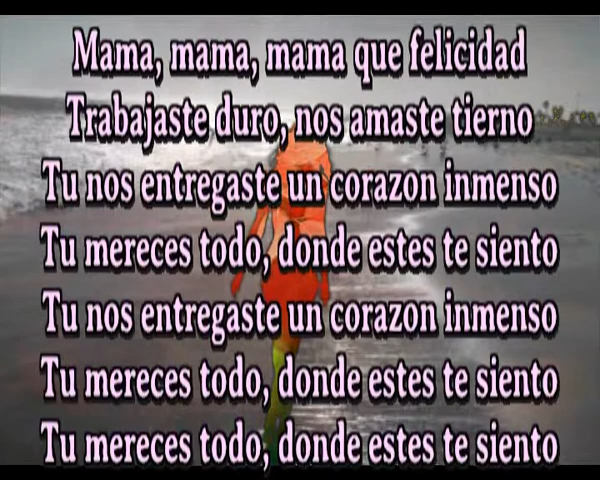 Mama, mama, mama que felicidad
Trabajaste duro, nos amaste tierno
Tu nos entregaste un corazon inmenso
Tu mereces todo, donde estes te siento
Tu nos entregaste un corazon inmenso
Tu mereces todo, donde estes te siento
Tu mereces todo, donde estes te siento